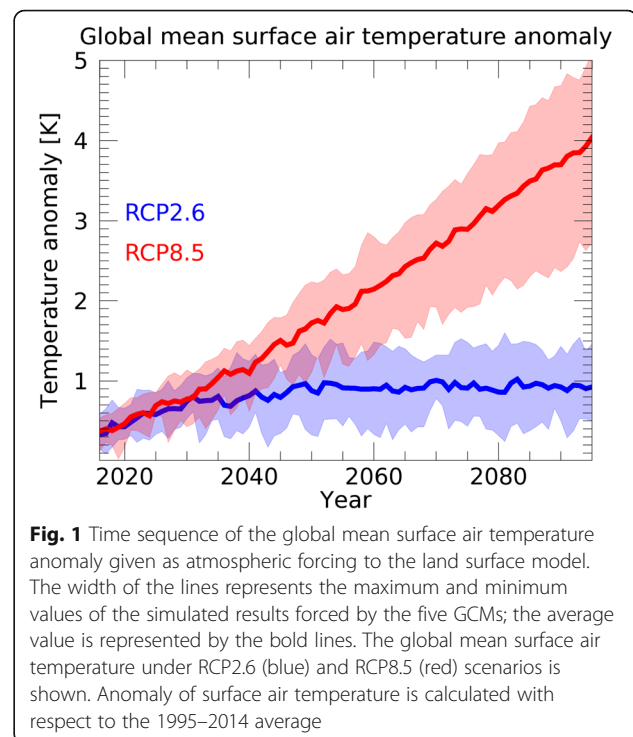 Global mean surface air temperature anomaly
5
4
3
2
1
Temperature anomaly [K]
RCP2.6
RCP8.5
2020 2040 2060 2080
Year
Fig. 1 Time sequence of the global mean surface air temperature
anomaly given as atmospheric forcing to the land surface model.
The width of the lines represents the maximum and minimum
values of the simulated results forced by the five GCMs; the average
value is represented by the bold lines. The global mean surface air
temperature under RCP2.6 (blue) and RCP8.5 (red) scenarios is
shown. Anomaly of surface air temperature is calculated with
respect to the 1995–2014 average